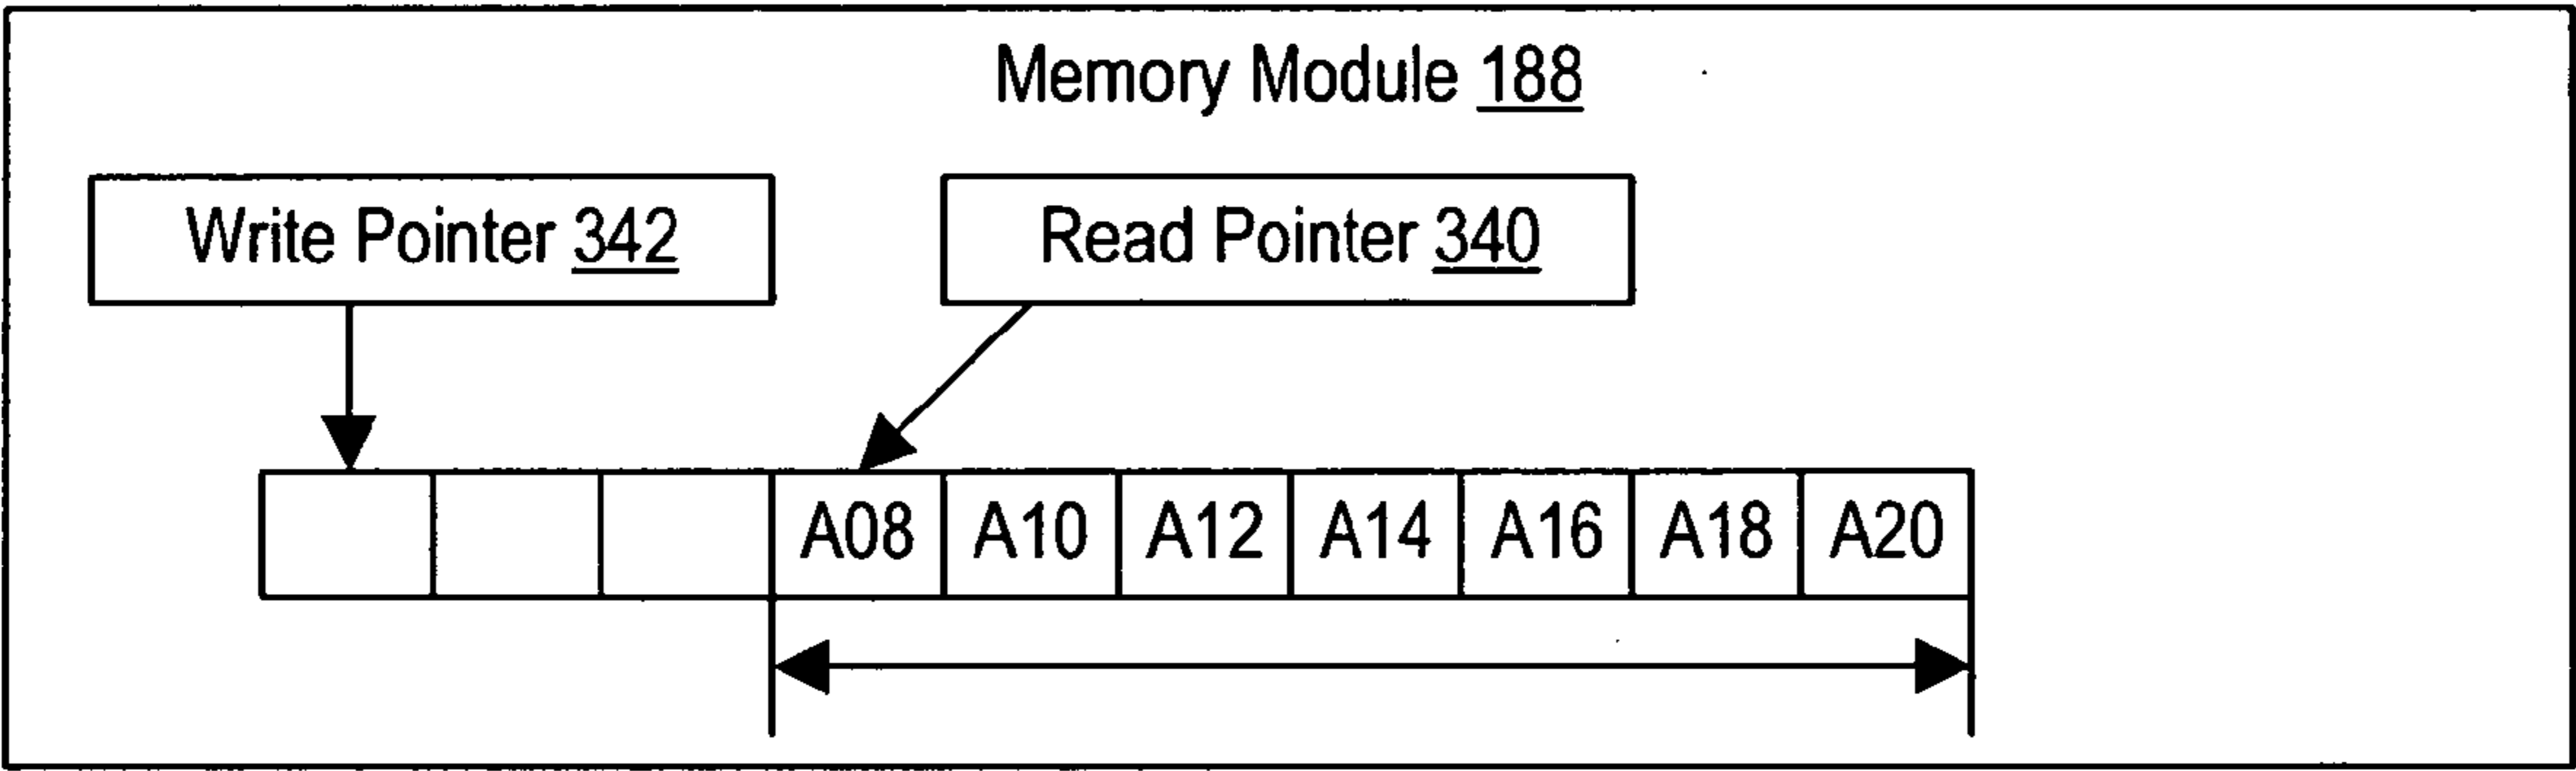 Memory Module 188
Write Pointer 342
Read Pointer 340
A08 A10 A12 A14 A16 A18 A20